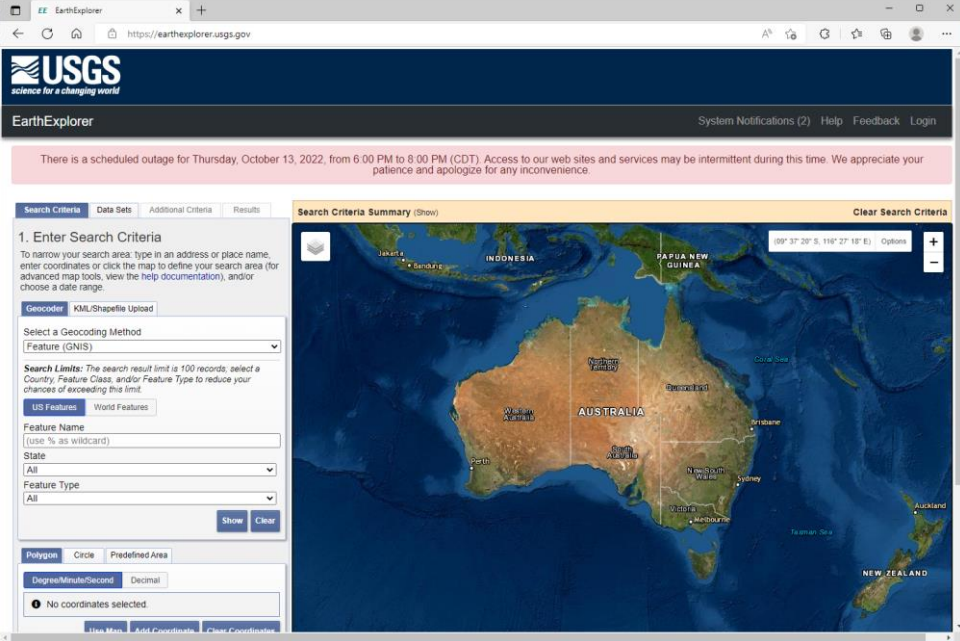 EE EarthExplorer
https://earthexplorer.usgs.gov
USGS
science for a changing world
EarthExplorer
System Notifications (2) Help Feedback Login
There is a scheduled outage for Thursday, October 13, 2022, from 6:00 PM to 8:00 PM (CDT). Access to our web sites and services may be intermittent during this time. We appreciate your
patience and apologize for any inconvenience.
Search Criteria Data Sets Additional Criteria Results
Search Criteria Summary (Show)
Clear Search Criteria
1. Enter Search Criteria
To narrow your search area: type in an address or place name,
enter coordinates or click the map to define your search area (for
advanced map tools, view the help documentation), and/or
choose a date range.
Geocoder KML/Shapefile Upload
Select a Geocoding Method
Feature (GNIS)
Search Limits: The search result limit is 100 records; select a
Country, Feature Class, and/or Feature Type to reduce your
chances of exceeding this limit.
US Features World Features
Feature Name
(use % as wildcard)
State
All
Feature Type
All
Show Clear
Polygon Circle Predefined Area
Degree/Minute/Second Decimal
No coordinates selected.
Use Map Add Coordinate Clear Coordinates
(09° 37' 20" S, 116° 27' 18" E) Options
+
−
Jakarta
Bandung
INDONESIA
PAPUA NEW
GUINEA
Coral Sea
Northern
Territory
Queensland
Western
Australia
AUSTRALIA
Brisbane
South
Australia
Perth
New South
Wales
Sydney
Victoria
Melbourne
Auckland
Tasman Sea
NEW ZEALAND